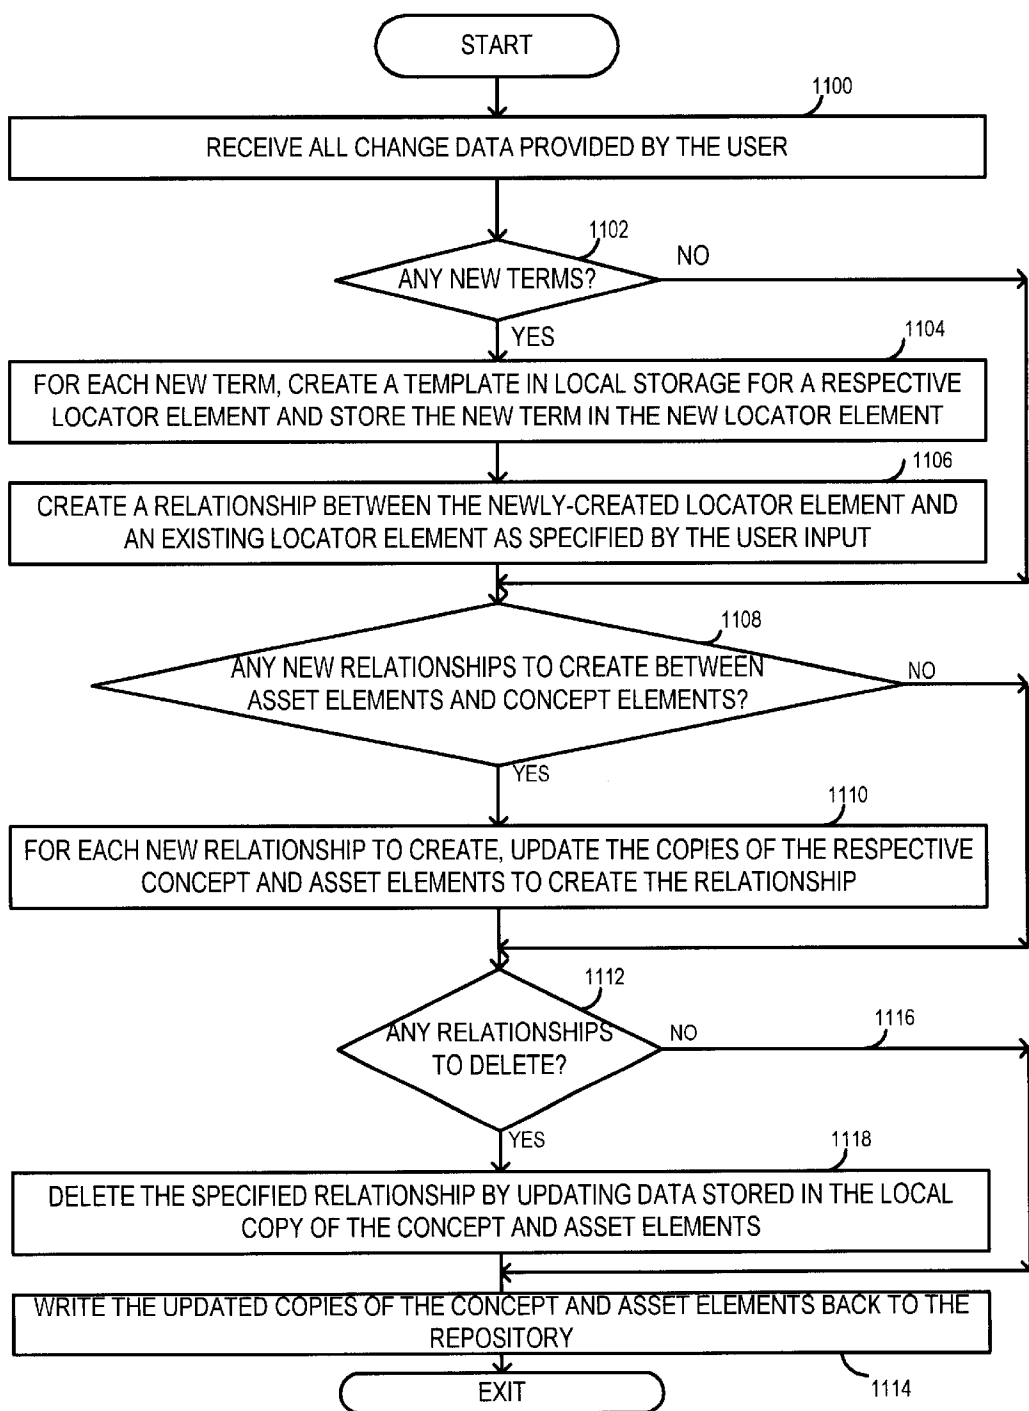 START
1100
RECEIVE ALL CHANGE DATA PROVIDED BY THE USER
1102
ANY NEW TERMS?
NO
YES
1104
FOR EACH NEW TERM, CREATE A TEMPLATE IN LOCAL STORAGE FOR A RESPECTIVE
LOCATOR ELEMENT AND STORE THE NEW TERM IN THE NEW LOCATOR ELEMENT
1106
CREATE A RELATIONSHIP BETWEEN THE NEWLY-CREATED LOCATOR ELEMENT AND
AN EXISTING LOCATOR ELEMENT AS SPECIFIED BY THE USER INPUT
1108
ANY NEW RELATIONSHIPS TO CREATE BETWEEN
ASSET ELEMENTS AND CONCEPT ELEMENTS?
NO
YES
1110
FOR EACH NEW RELATIONSHIP TO CREATE, UPDATE THE COPIES OF THE RESPECTIVE
CONCEPT AND ASSET ELEMENTS TO CREATE THE RELATIONSHIP
1112
ANY RELATIONSHIPS
TO DELETE?
NO
1116
YES
1118
DELETE THE SPECIFIED RELATIONSHIP BY UPDATING DATA STORED IN THE LOCAL
COPY OF THE CONCEPT AND ASSET ELEMENTS
WRITE THE UPDATED COPIES OF THE CONCEPT AND ASSET ELEMENTS BACK TO THE
REPOSITORY
1114
EXIT